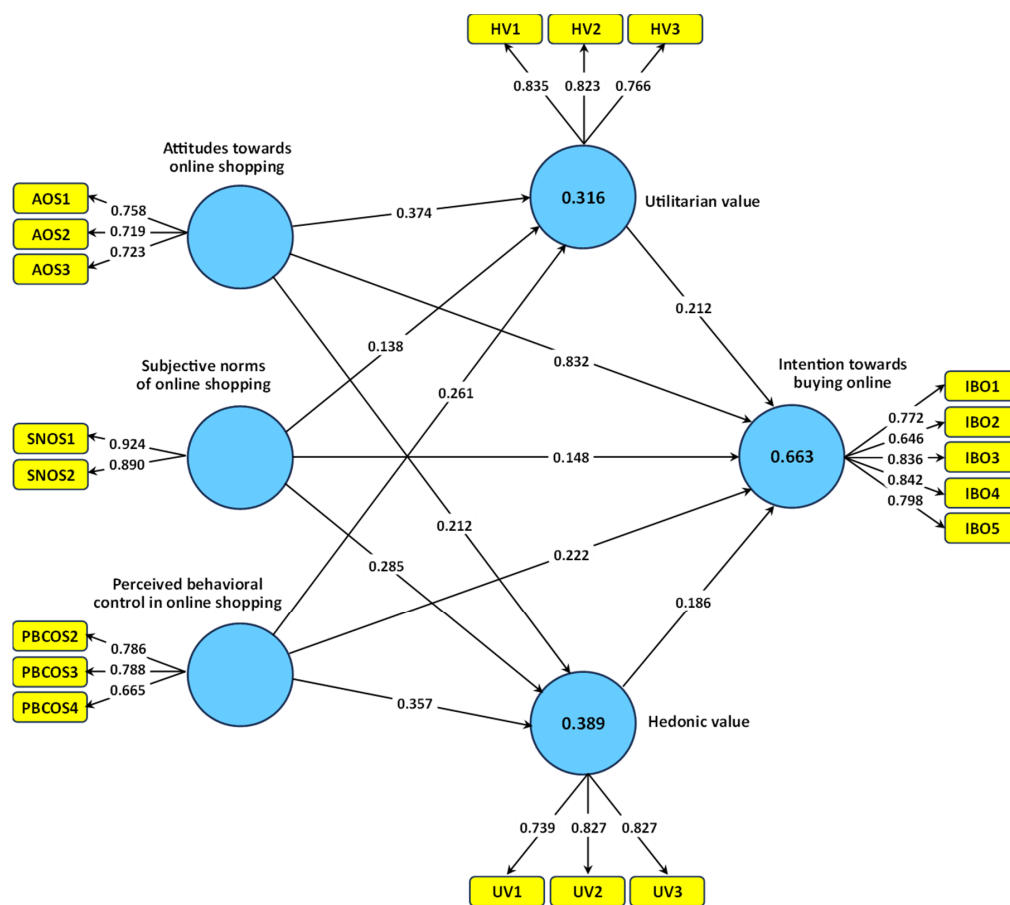 HV1 HV2 HV3
0.835 0.823 0.766
Attitudes towards
online shopping
AOS1
AOS2
AOS3
0.758
0.719
0.723
0.374
0.316
Utilitarian value
0.212
0.138
0.832
0.261
Subjective norms
of online shopping
SNOS1
SNOS2
0.924
0.890
0.148
Intention towards
buying online
0.663
0.772
0.646
0.836
0.842
0.798
IBO1
IBO2
IBO3
IBO4
IBO5
0.212
0.285
0.222
0.186
Perceived behavioral
control in online shopping
PBCOS2
PBCOS3
PBCOS4
0.786
0.788
0.665
0.357
0.389
Hedonic value
0.739 0.827 0.827
UV1 UV2 UV3